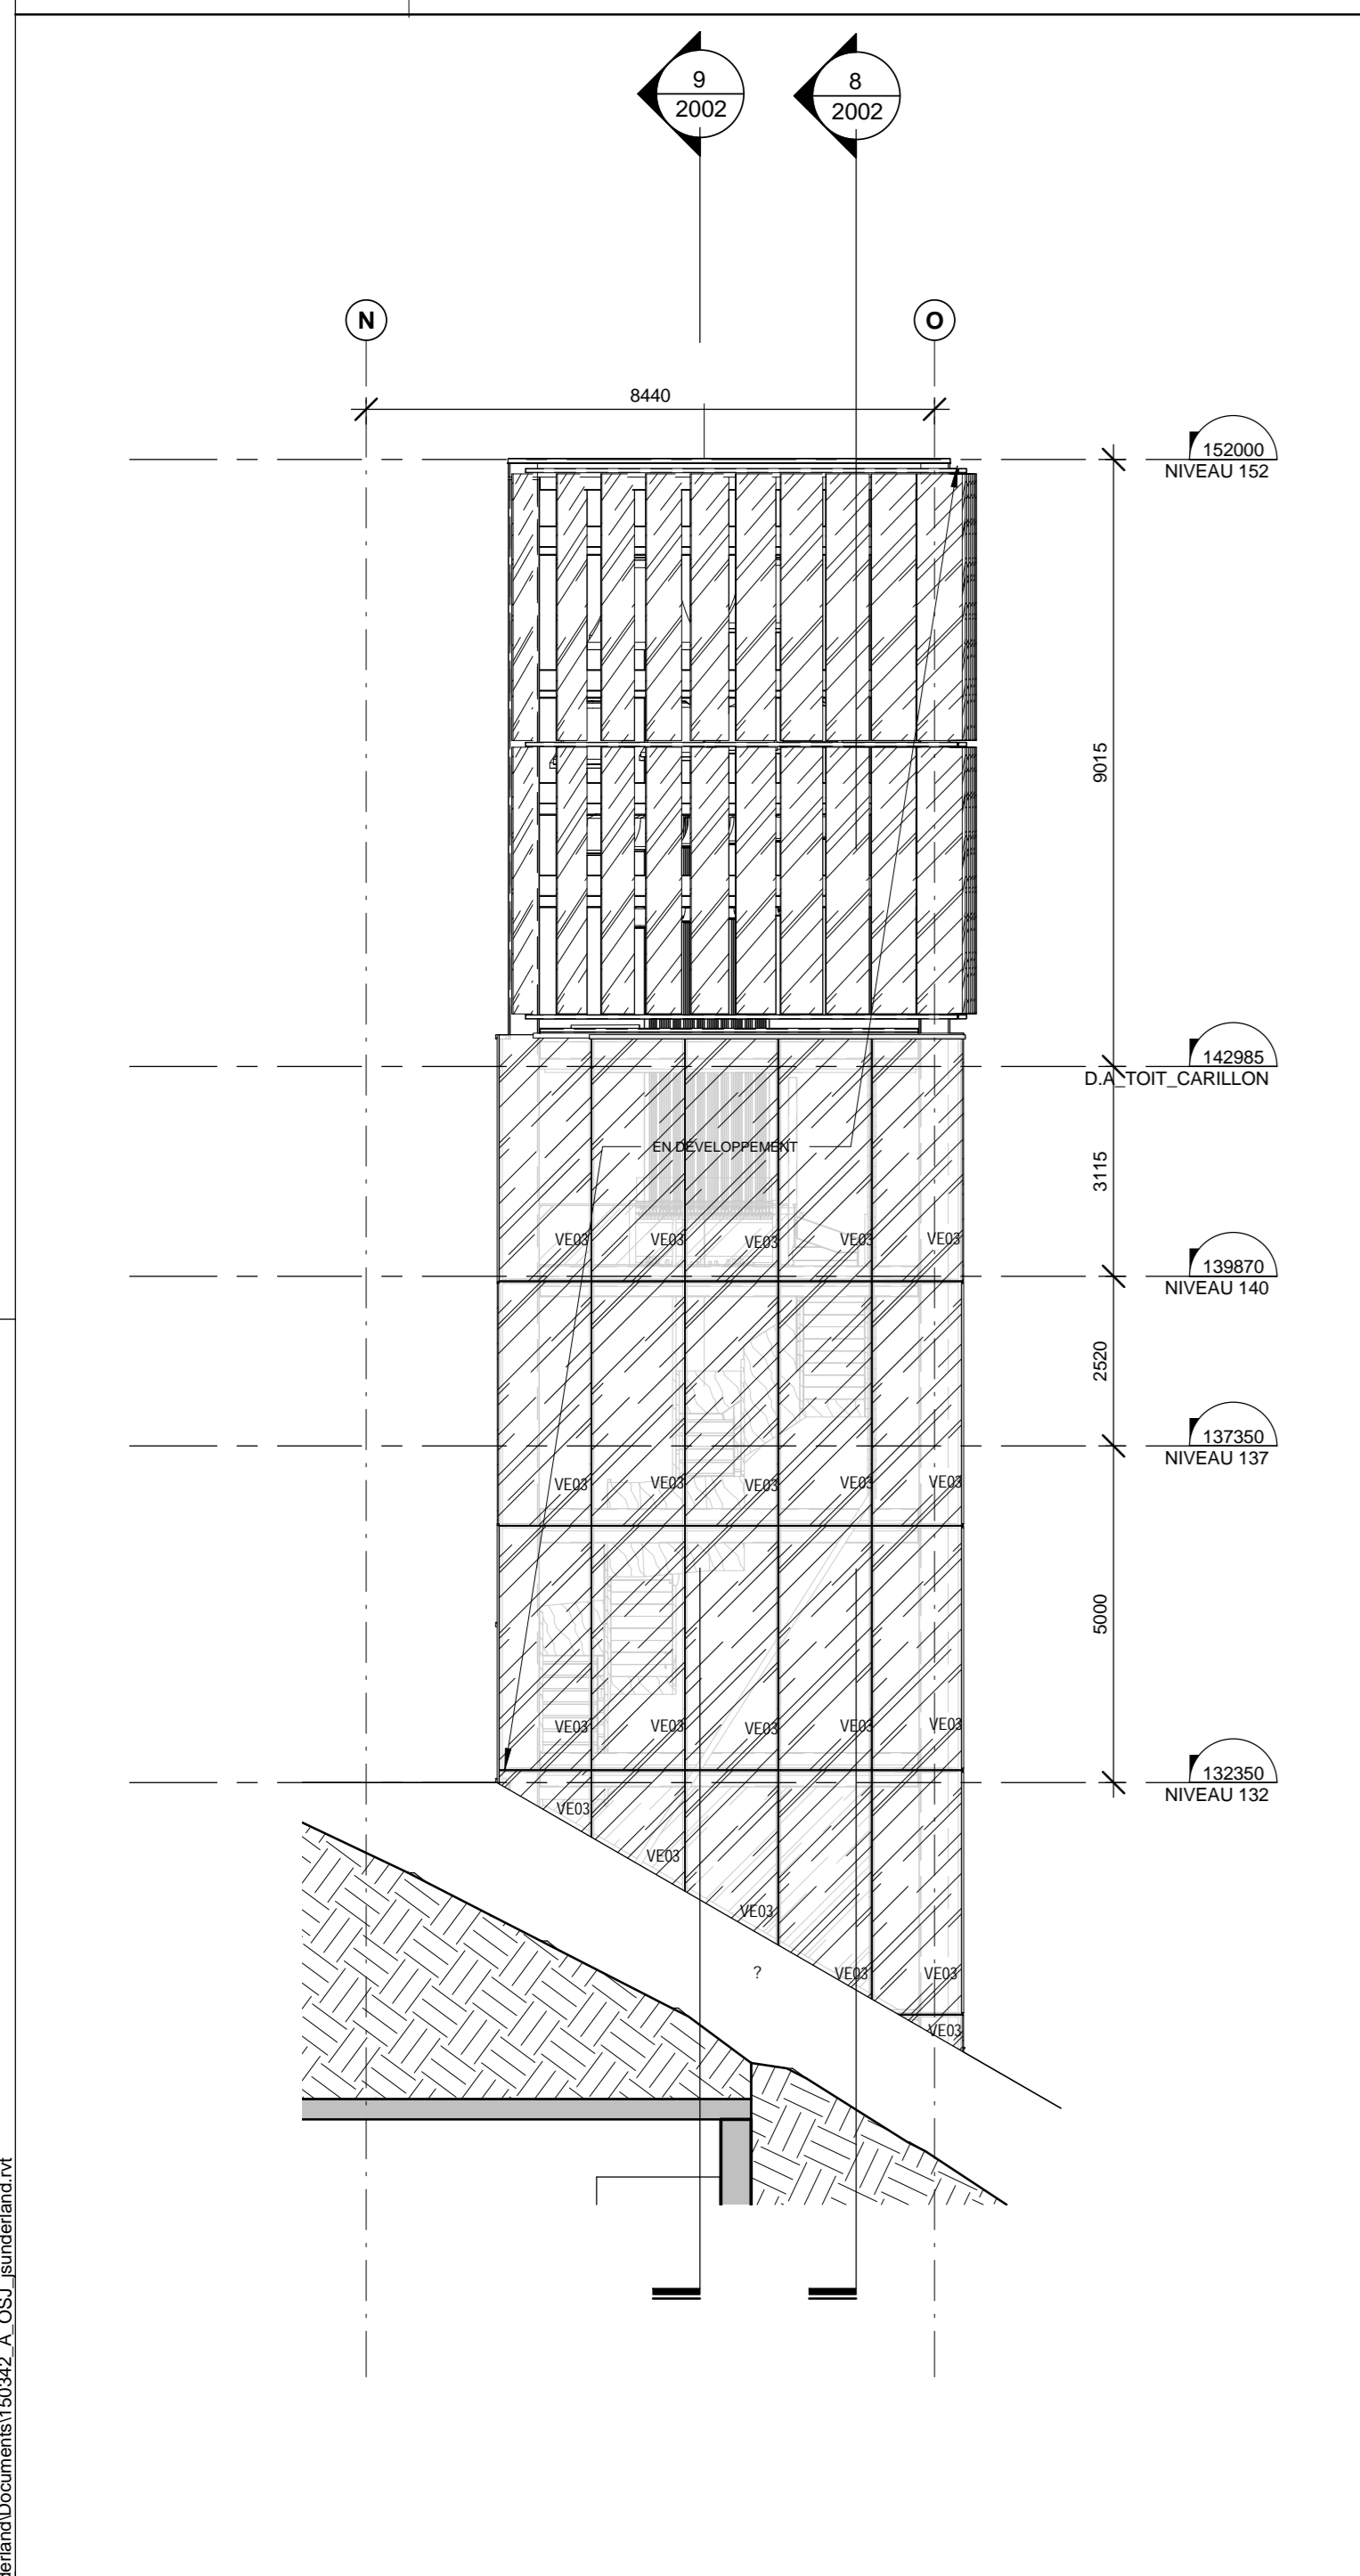 9
2002
8
2002
N
O
8440
152000
NIVEAU 152
9015
142985
D.A_TOIT_CARILLON
EN DEVELOPPEMENT
3115
VE03
VE03
VE03
VE03
VE03
139870
NIVEAU 140
2520
137350
NIVEAU 137
VE03
VE03
VE03
VE03
VE03
5000
VE03
VE03
VE03
VE03
VE03
132350
NIVEAU 132
VE03
VE03
VE03
?
VE03
VE03
VE03
derland\Documents\150342_A_OSJ_jsunderland.rvt